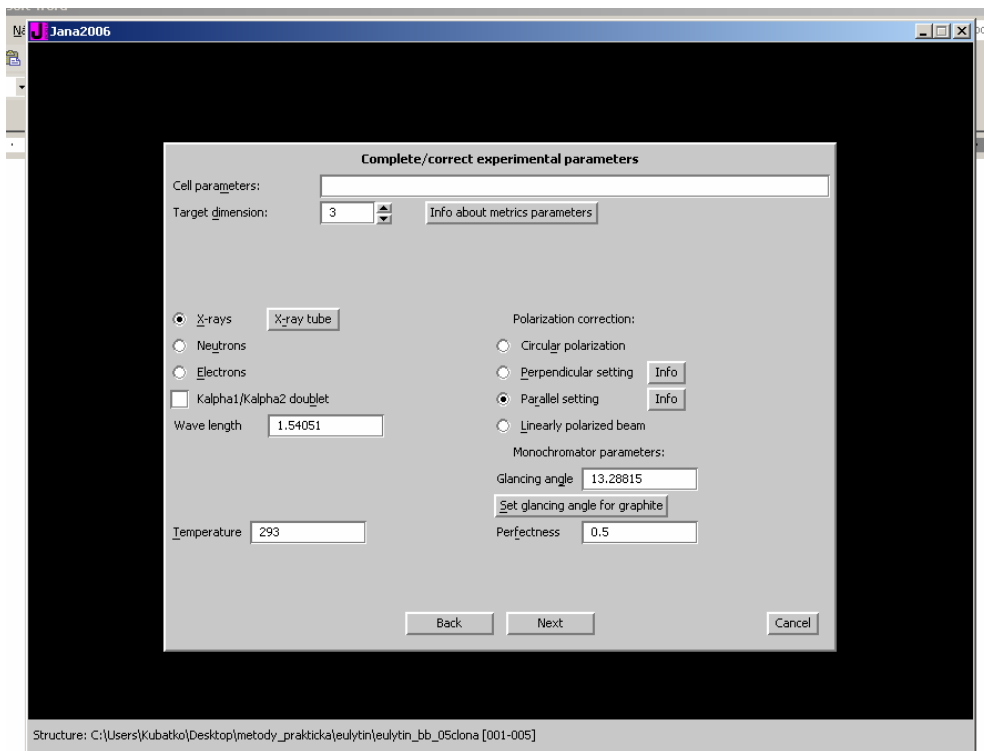 Jana2006
Complete/correct experimental parameters
Cell parameters:
Target dimension: 3 Info about metrics parameters
X-rays X-ray tube Polarization correction:
Neutrons Circular polarization
Electrons Perpendicular setting Info
Kalpha1/Kalpha2 doublet Parallel setting Info
Wave length 1.54051 Linearly polarized beam
Monochromator parameters:
Glancing angle 13.28815
Set glancing angle for graphite
Temperature 293 Perfectness 0.5
Back Next Cancel
Structure: C:\Users\Kubatko\Desktop\metody_prakticka\eulytin\eulytin_bb_05clona [001-005]